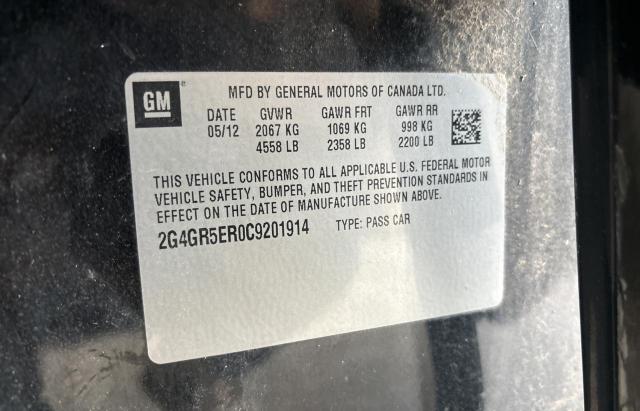 GM
MFD BY GENERAL MOTORS OF CANADA LTD.
DATE GVWR GAWR FRT GAWR RR
05/12 2067 KG 1069 KG 998 KG
4558 LB 2358 LB 2200 LB
THIS VEHICLE CONFORMS TO ALL APPLICABLE U.S. FEDERAL MOTOR
VEHICLE SAFETY, BUMPER, AND THEFT PREVENTION STANDARDS IN
EFFECT ON THE DATE OF MANUFACTURE SHOWN ABOVE.
2G4GR5ER0C9201914 TYPE: PASS CAR